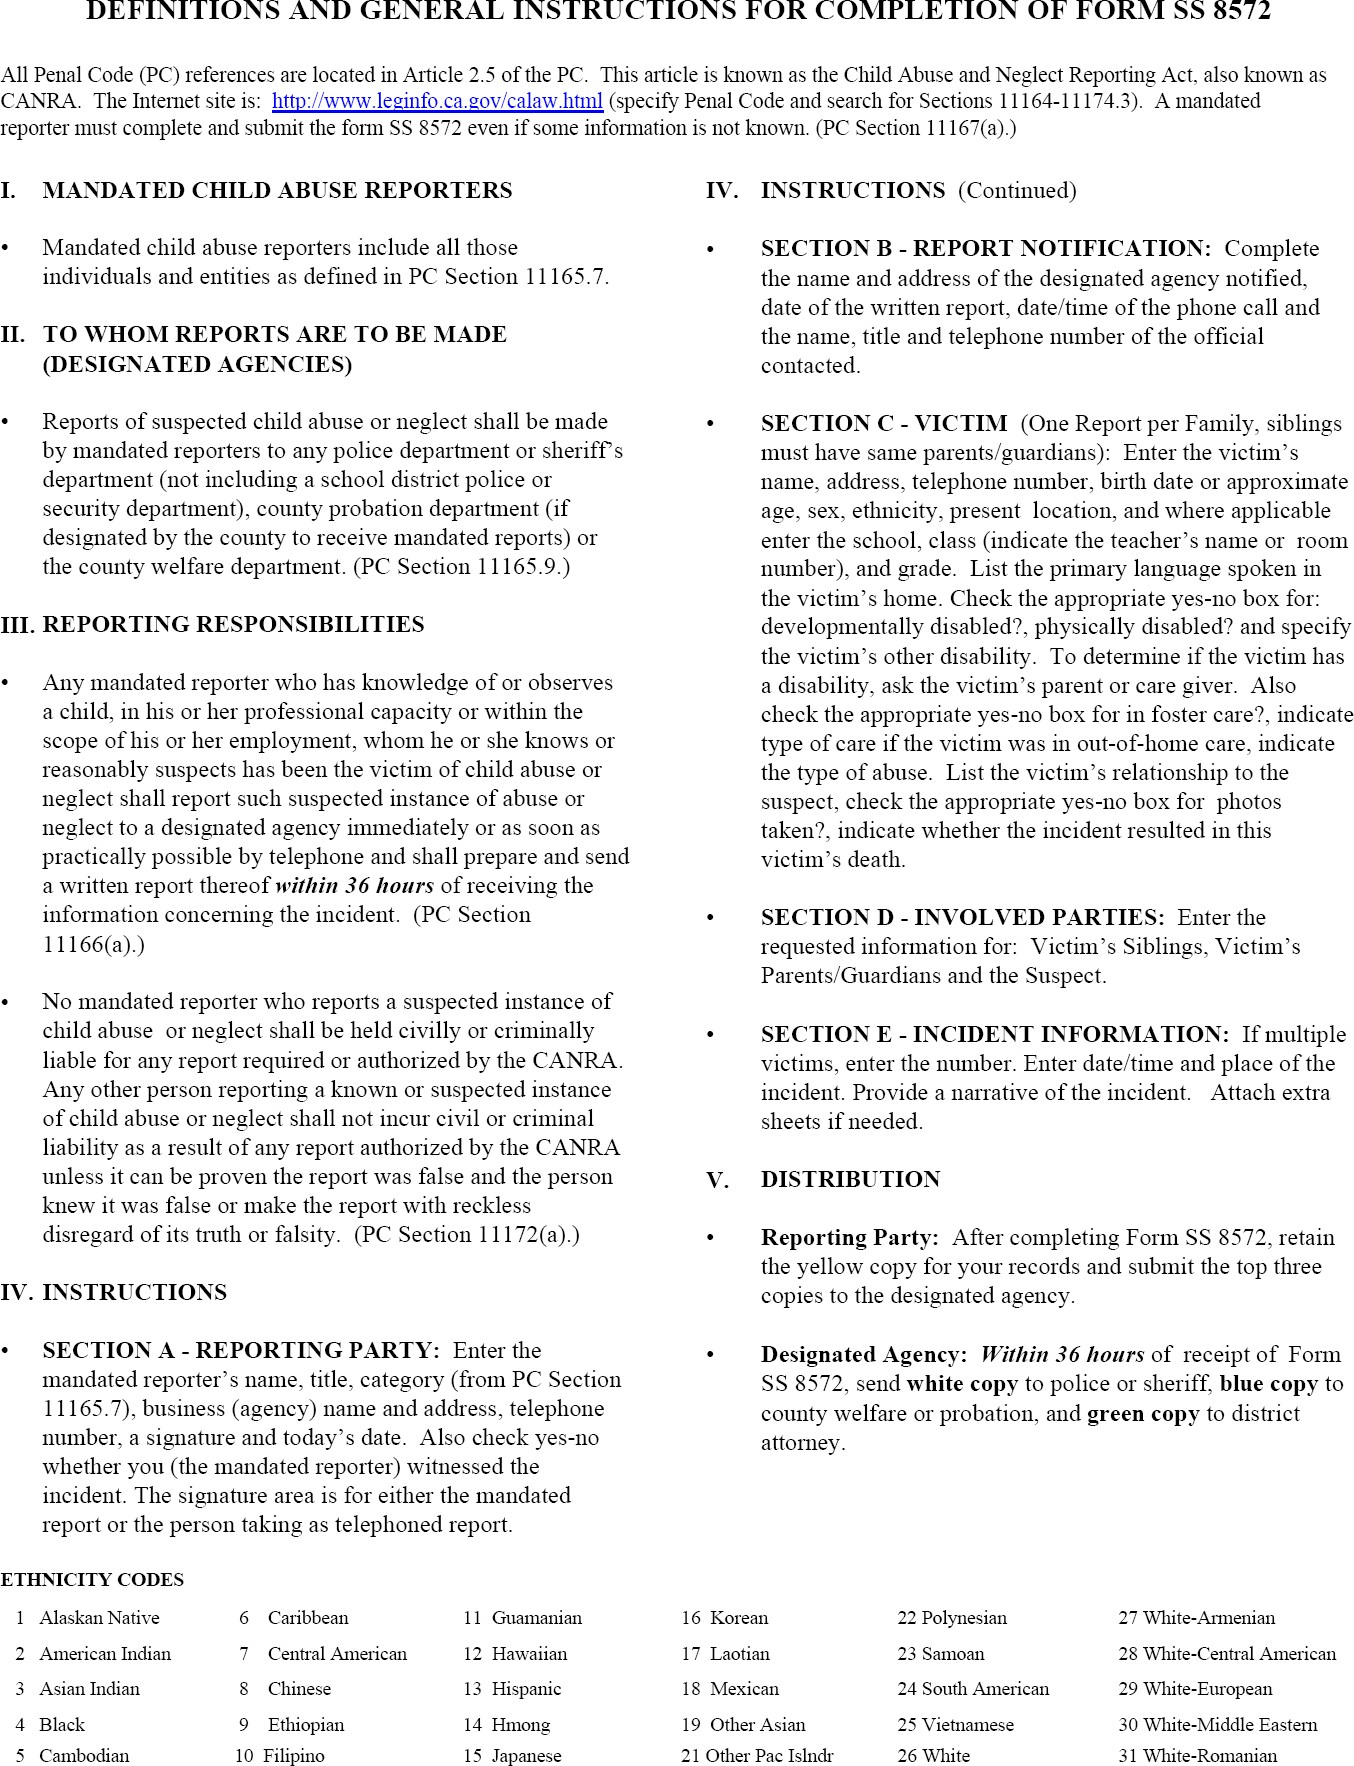 DEFINITIONS AND GENERAL INSTRUCTIONS FOR COMPLETION OF FORM SS 8572
All Penal Code (PC) references are located in Article 2.5 of the PC. This article is known as the Child Abuse and Neglect Reporting Act, also known as
CANRA. The Internet site is: http://www.leginfo.ca.gov/calaw.html (specify Penal Code and search for Sections 11164-11174.3). A mandated
reporter must complete and submit the form SS 8572 even if some information is not known. (PC Section 11167(a).)
I. MANDATED CHILD ABUSE REPORTERS
• Mandated child abuse reporters include all those
individuals and entities as defined in PC Section 11165.7.
II. TO WHOM REPORTS ARE TO BE MADE
(DESIGNATED AGENCIES)
• Reports of suspected child abuse or neglect shall be made
by mandated reporters to any police department or sheriff's
department (not including a school district police or
security department), county probation department (if
designated by the county to receive mandated reports) or
the county welfare department. (PC Section 11165.9.)
III. REPORTING RESPONSIBILITIES
• Any mandated reporter who has knowledge of or observes
a child, in his or her professional capacity or within the
scope of his or her employment, whom he or she knows or
reasonably suspects has been the victim of child abuse or
neglect shall report such suspected instance of abuse or
neglect to a designated agency immediately or as soon as
practically possible by telephone and shall prepare and send
a written report thereof within 36 hours of receiving the
information concerning the incident. (PC Section
11166(a).)
• No mandated reporter who reports a suspected instance of
child abuse or neglect shall be held civilly or criminally
liable for any report required or authorized by the CANRA.
Any other person reporting a known or suspected instance
of child abuse or neglect shall not incur civil or criminal
liability as a result of any report authorized by the CANRA
unless it can be proven the report was false and the person
knew it was false or make the report with reckless
disregard of its truth or falsity. (PC Section 11172(a).)
IV. INSTRUCTIONS
• SECTION A - REPORTING PARTY: Enter the
mandated reporter's name, title, category (from PC Section
11165.7), business (agency) name and address, telephone
number, a signature and today's date. Also check yes-no
whether you (the mandated reporter) witnessed the
incident. The signature area is for either the mandated
report or the person taking as telephoned report.
IV. INSTRUCTIONS (Continued)
• SECTION B - REPORT NOTIFICATION: Complete
the name and address of the designated agency notified,
date of the written report, date/time of the phone call and
the name, title and telephone number of the official
contacted.
• SECTION C - VICTIM (One Report per Family, siblings
must have same parents/guardians): Enter the victim's
name, address, telephone number, birth date or approximate
age, sex, ethnicity, present location, and where applicable
enter the school, class (indicate the teacher's name or room
number), and grade. List the primary language spoken in
the victim's home. Check the appropriate yes-no box for:
developmentally disabled?, physically disabled? and specify
the victim's other disability. To determine if the victim has
a disability, ask the victim's parent or care giver. Also
check the appropriate yes-no box for in foster care?, indicate
type of care if the victim was in out-of-home care, indicate
the type of abuse. List the victim's relationship to the
suspect, check the appropriate yes-no box for photos
taken?, indicate whether the incident resulted in this
victim's death.
• SECTION D - INVOLVED PARTIES: Enter the
requested information for: Victim's Siblings, Victim's
Parents/Guardians and the Suspect.
• SECTION E - INCIDENT INFORMATION: If multiple
victims, enter the number. Enter date/time and place of the
incident. Provide a narrative of the incident. Attach extra
sheets if needed.
V. DISTRIBUTION
• Reporting Party: After completing Form SS 8572, retain
the yellow copy for your records and submit the top three
copies to the designated agency.
• Designated Agency: Within 36 hours of receipt of Form
SS 8572, send white copy to police or sheriff, blue copy to
county welfare or probation, and green copy to district
attorney.
ETHNICITY CODES
1 Alaskan Native 6 Caribbean 11 Guamanian 16 Korean 22 Polynesian 27 White-Armenian
2 American Indian 7 Central American 12 Hawaiian 17 Laotian 23 Samoan 28 White-Central American
3 Asian Indian 8 Chinese 13 Hispanic 18 Mexican 24 South American 29 White-European
4 Black 9 Ethiopian 14 Hmong 19 Other Asian 25 Vietnamese 30 White-Middle Eastern
5 Cambodian 10 Filipino 15 Japanese 21 Other Pac Islndr 26 White 31 White-Romanian